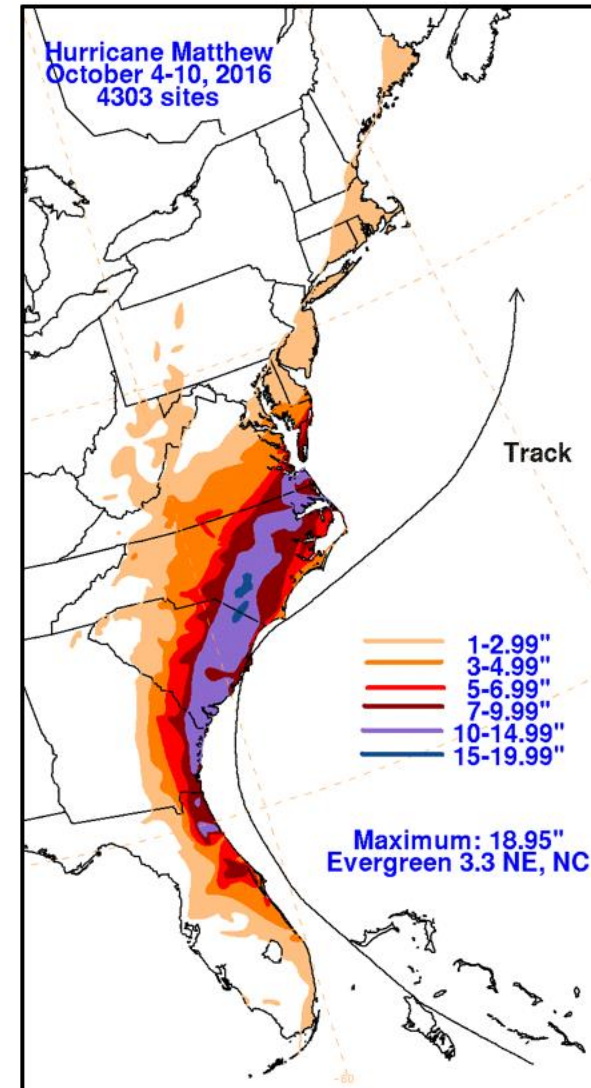 Hurricane Matthew
October 4-10, 2016
4303 sites
Track
1-2.99"
3-4.99"
5-6.99"
7-9.99"
10-14.99"
15-19.99"
Maximum: 18.95"
Evergreen 3.3 NE, NC
-80